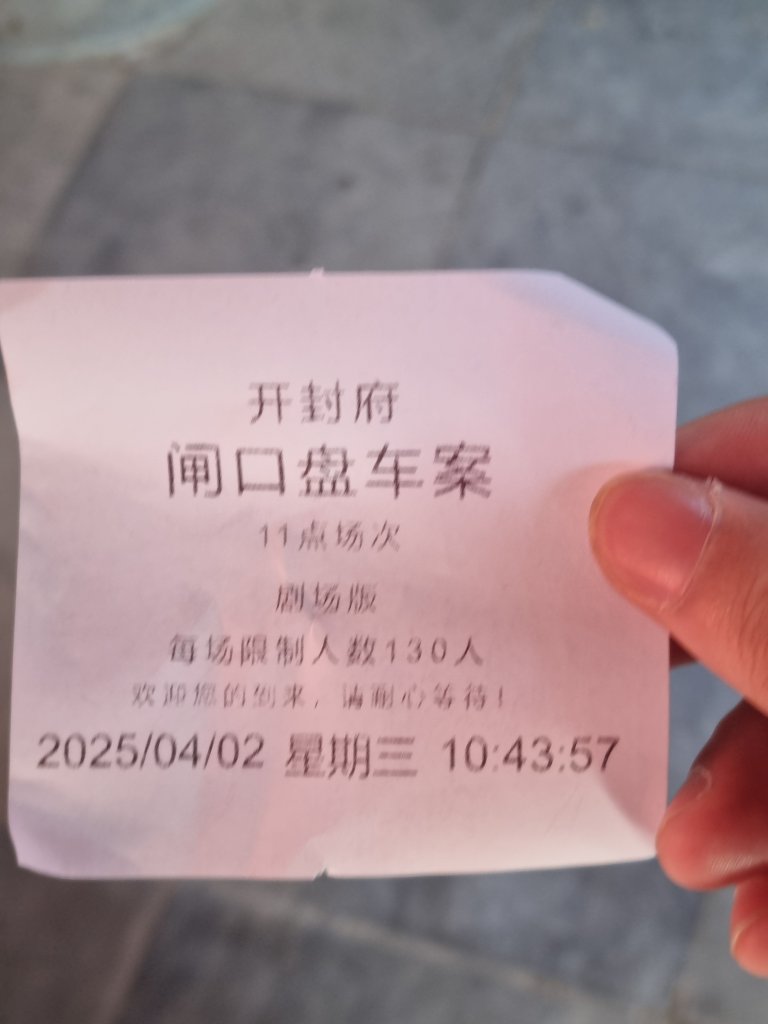 开封府
闸口盘车案
11点场次
剧场版
每场限制人数130人
欢迎您的到来，请耐心等待！
2025/04/02 星期三 10:43:57